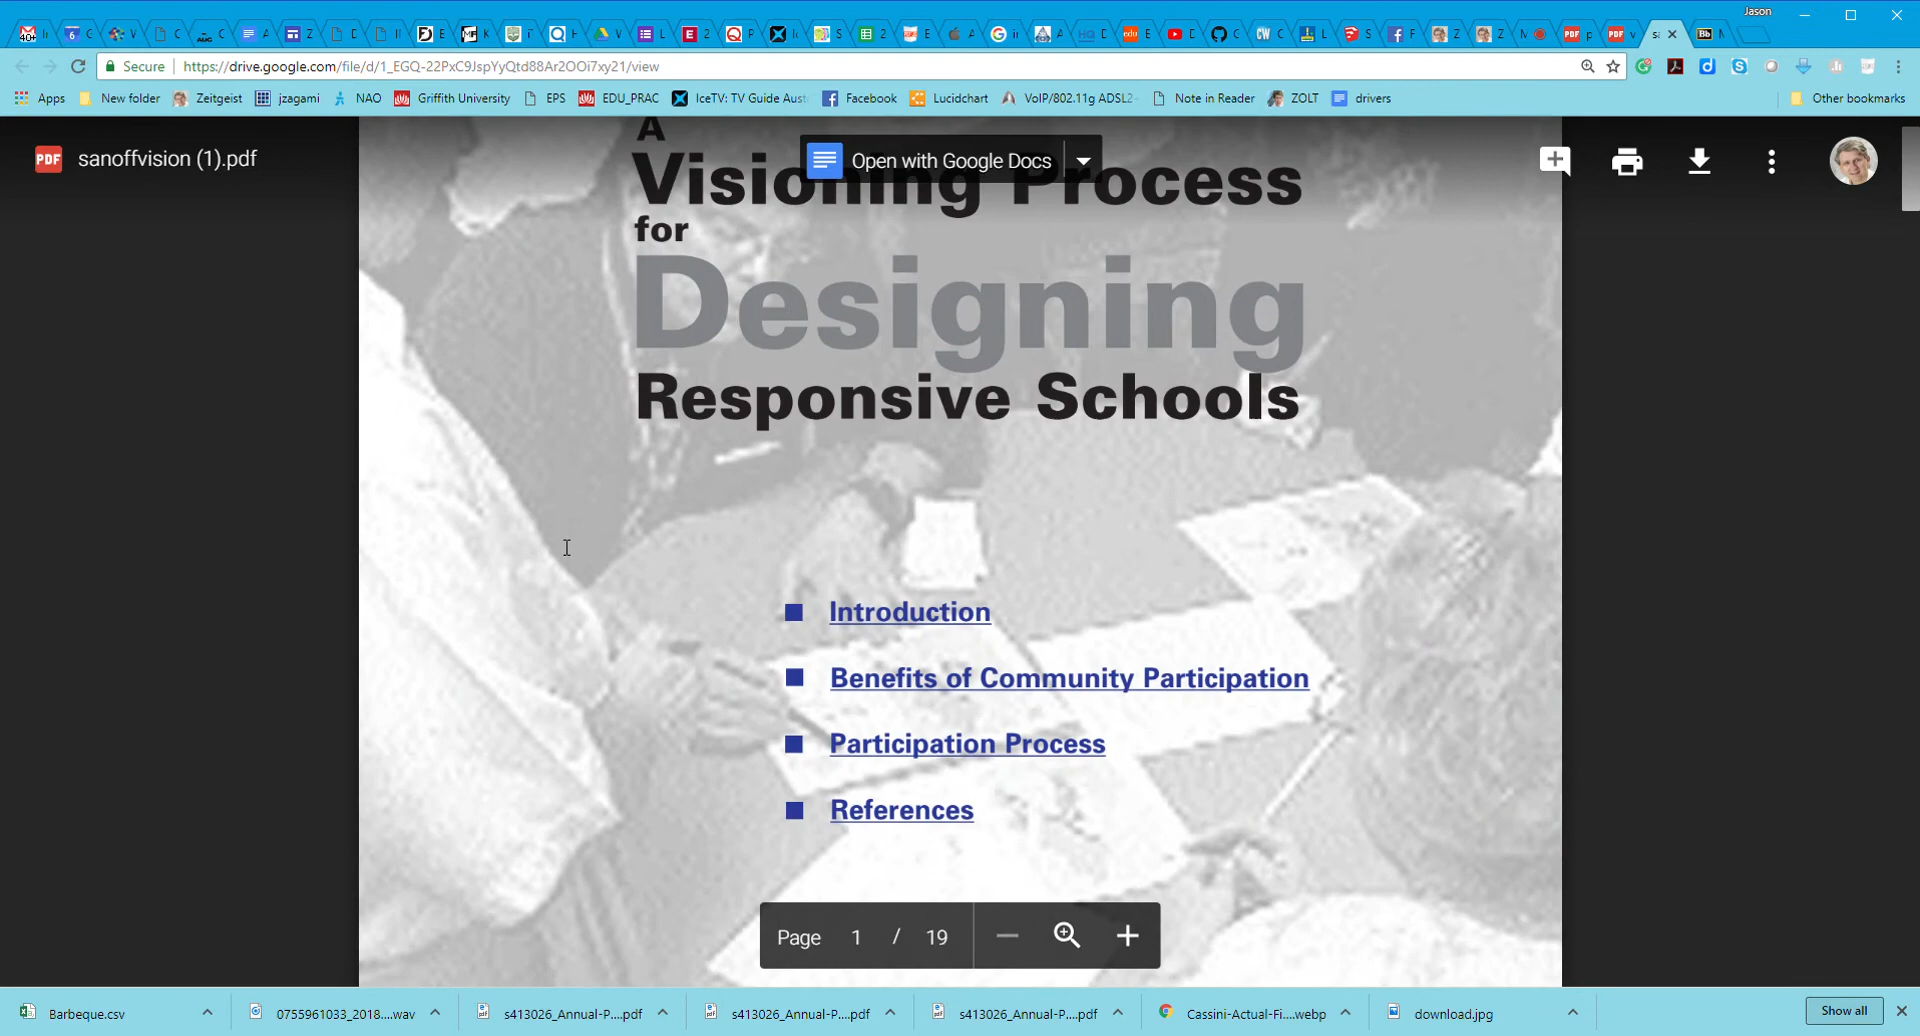 Jason
Secure https://drive.google.com/file/d/1_EGQ-22PxC9JspYyQtd88Ar2OOi7xy21/view
Apps New folder Zeitgeist jzagami NAO Griffith University EPS EDU_PRAC IceTV: TV Guide Aust Facebook Lucidchart VoIP/802.11g ADSL2 Note in Reader ZOLT drivers Other bookmarks
PDF sanoffvision (1).pdf
Open with Google Docs
A
Visioning Process
for
Designing
Responsive Schools
Introduction
Benefits of Community Participation
Participation Process
References
Page 1 / 19
Barbeque.csv 0755961033_2018....wav s413026_Annual-P....pdf s413026_Annual-P....pdf s413026_Annual-P....pdf Cassini-Actual-Fi....webp download.jpg Show all